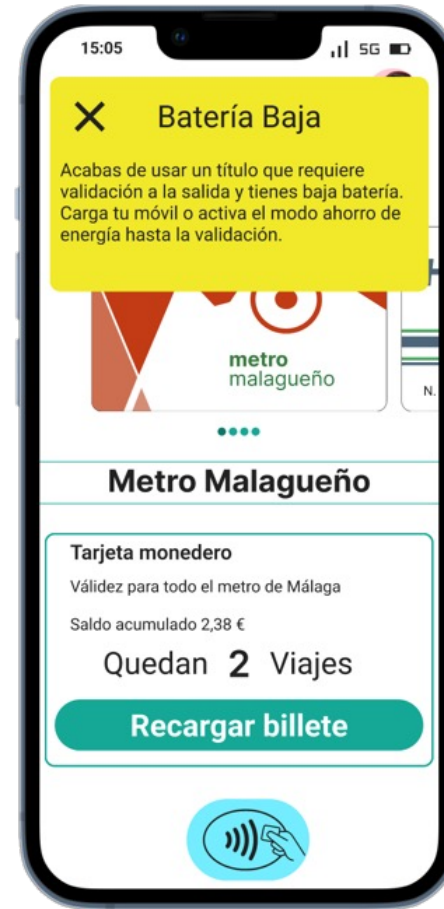 15:05
5G
Batería Baja
Acabas de usar un título que requiere
validación a la salida y tienes baja batería.
Carga tu móvil o activa el modo ahorro de
energía hasta la validación.
metro
malagueño
N.
Metro Malagueño
Tarjeta monedero
Válidez para todo el metro de Málaga
Saldo acumulado 2,38 €
Quedan 2 Viajes
Recargar billete